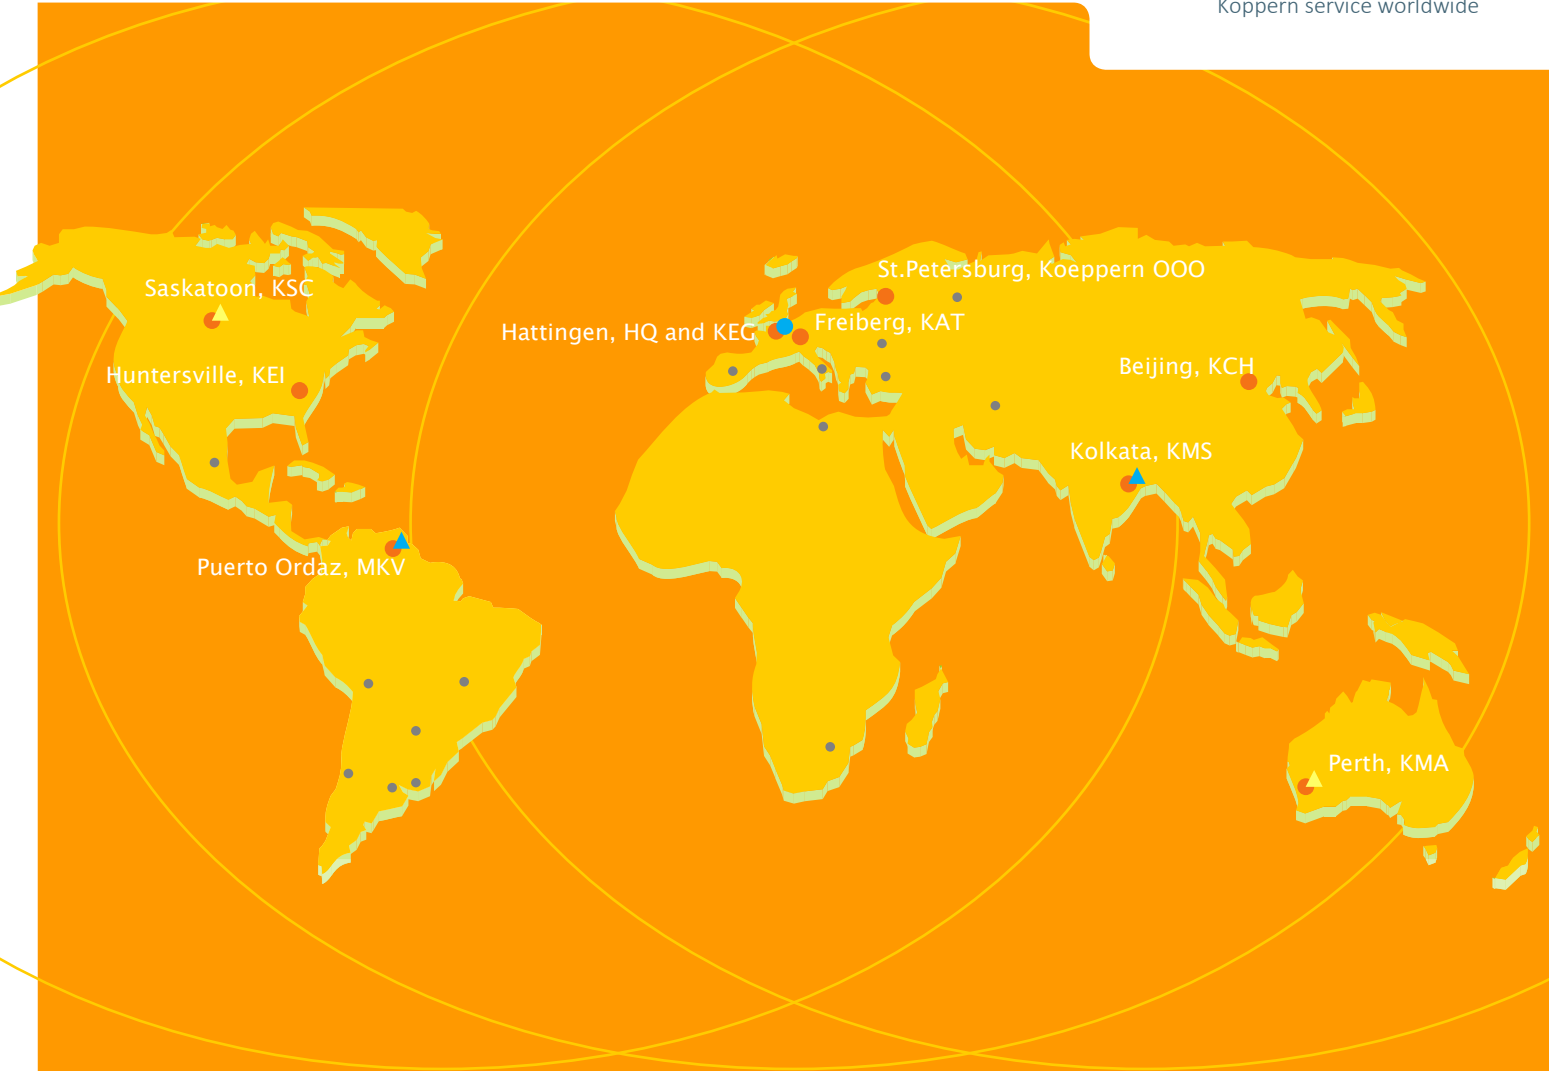 Koppern service worldwide
St.Petersburg, Koeppern OOO
Saskatoon, KSC
Freiberg, KAT
Hattingen, HQ and KEG
Beijing, KCH
Huntersville, KEI
Kolkata, KMS
Puerto Ordaz, MKV
Perth, KMA